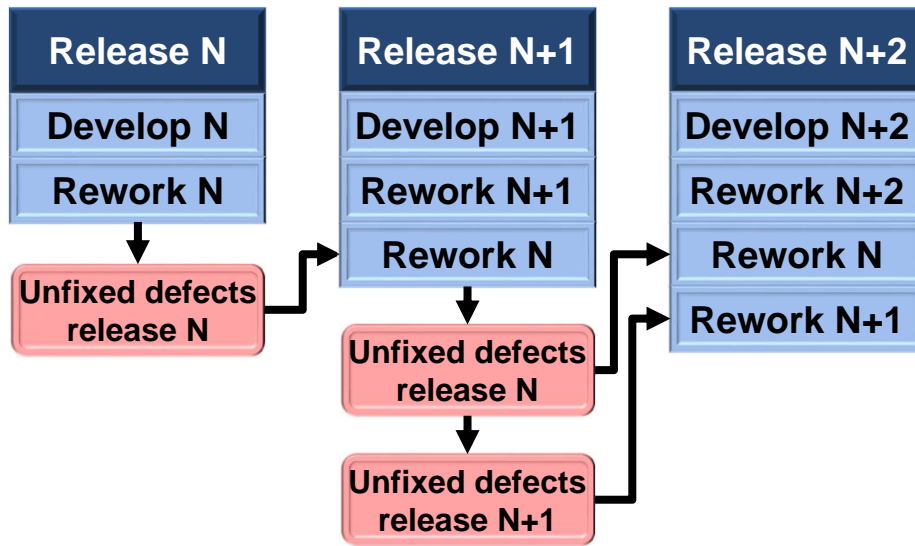 Release N
Develop N
Rework N
Unfixed defects
release N
Release N+1
Develop N+1
Rework N+1
Rework N
Unfixed defects
release N
Unfixed defects
release N+1
Release N+2
Develop N+2
Rework N+2
Rework N
Rework N+1